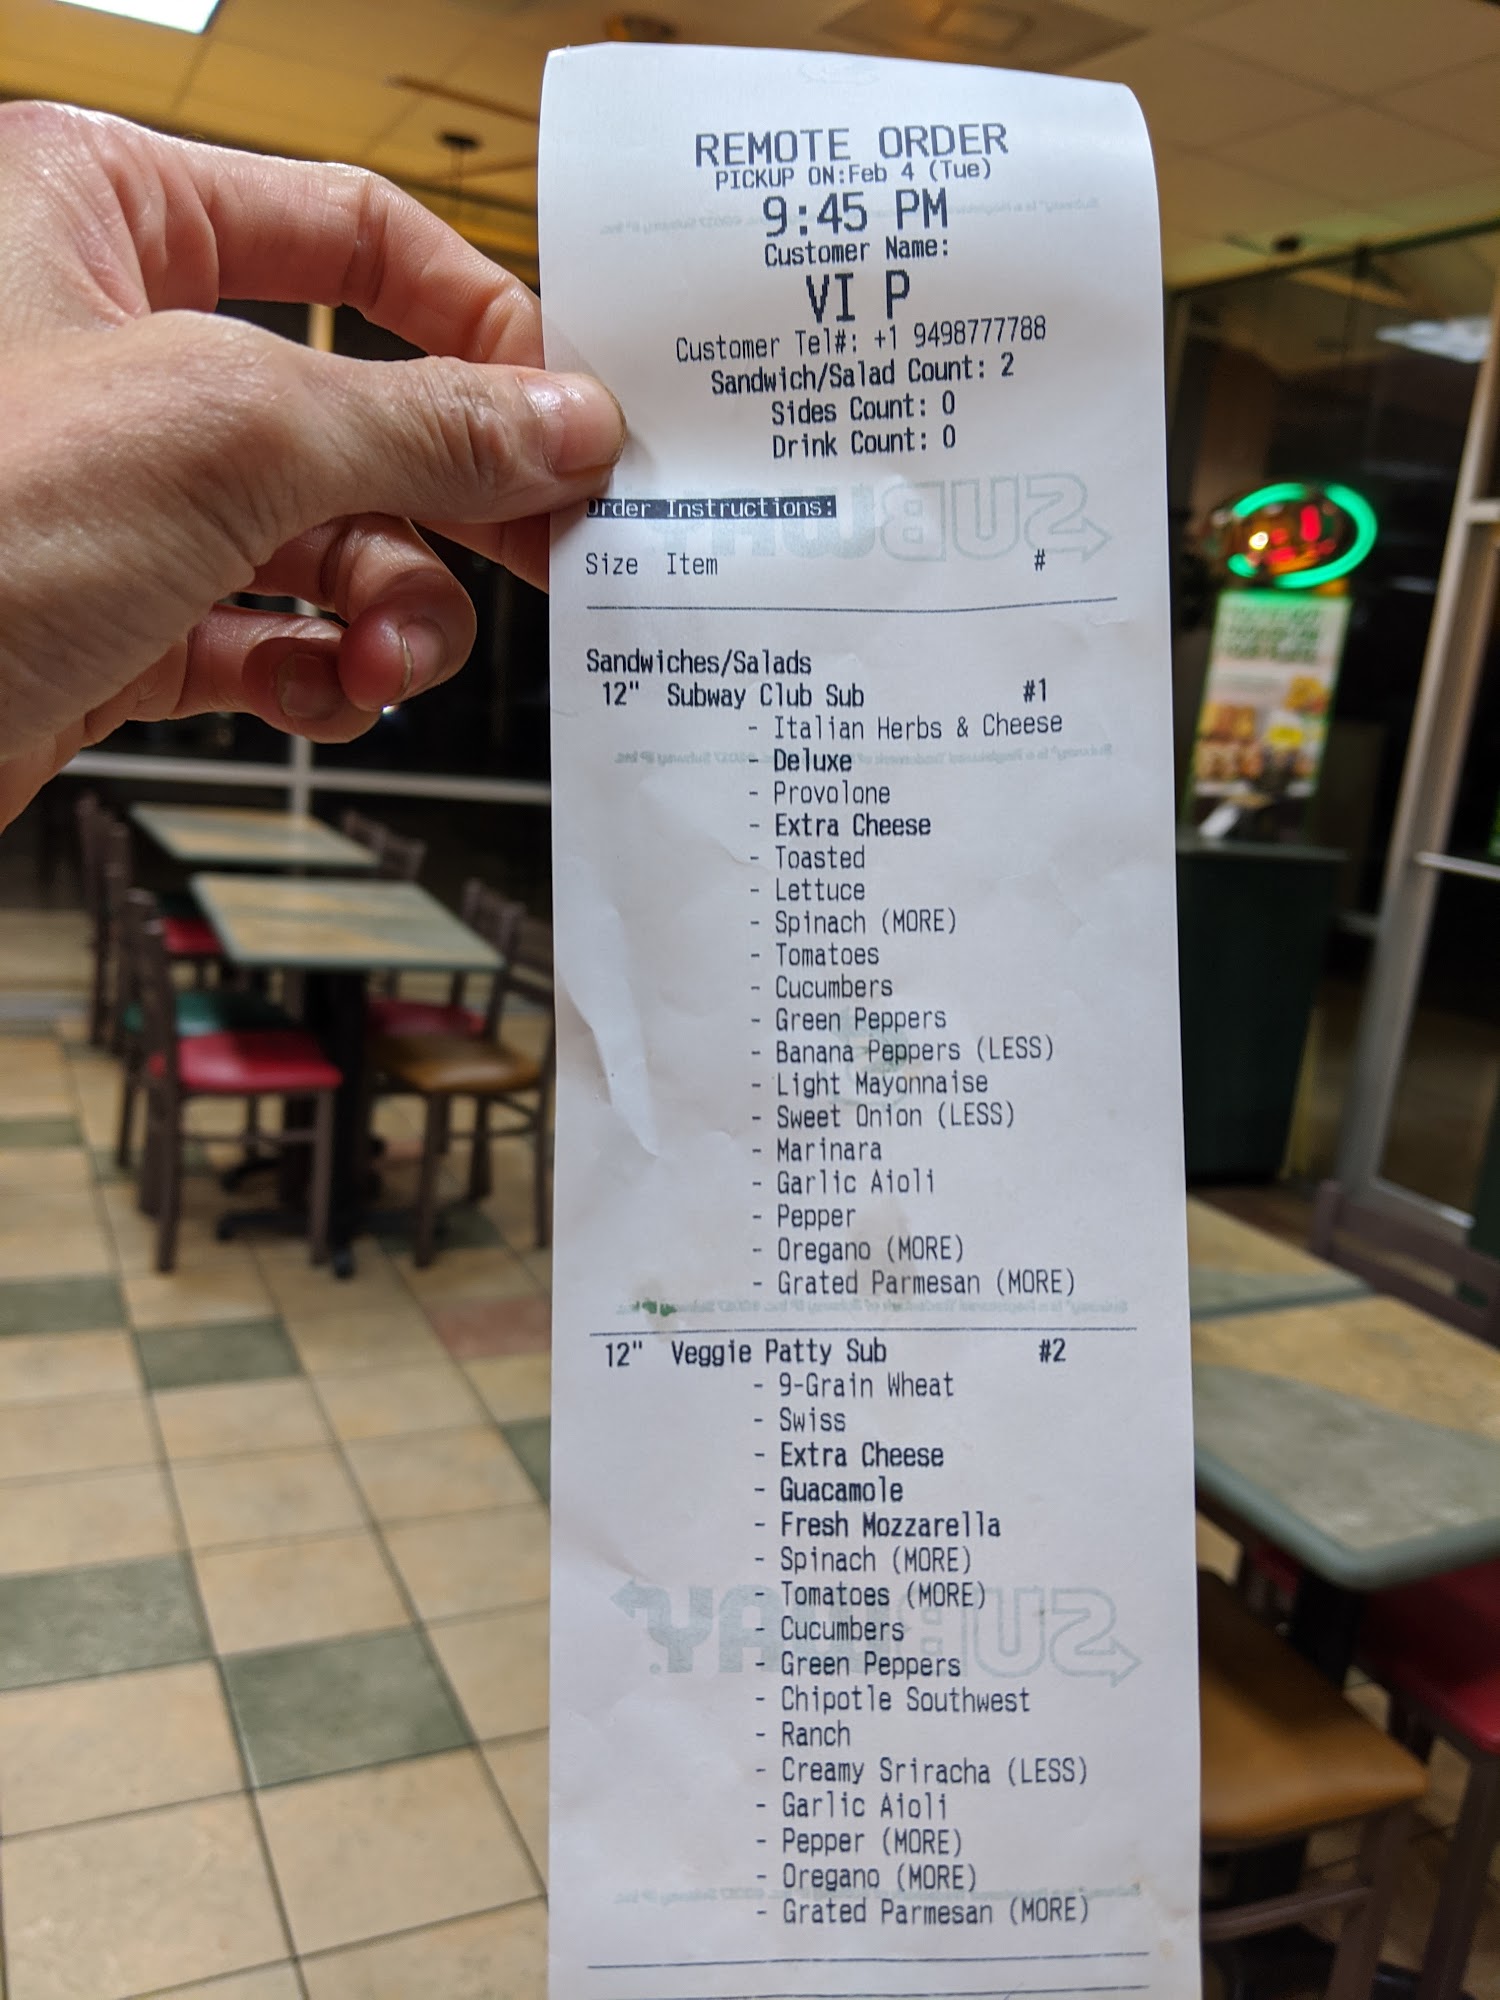 REMOTE ORDER
PICKUP ON:Feb 4 (Tue)
9:45 PM
Customer Name:
VI P
Customer Tel#: +1 9498777788
Sandwich/Salad Count: 2
Sides Count: 0
Drink Count: 0
Order Instructions:
SUBWAY
Size Item #
Sandwiches/Salads
12" Subway Club Sub #1
- Italian Herbs & Cheese
- Deluxe
- Provolone
- Extra Cheese
- Toasted
- Lettuce
- Spinach (MORE)
- Tomatoes
- Cucumbers
- Green Peppers
- Banana Peppers (LESS)
- Light Mayonnaise
- Sweet Onion (LESS)
- Marinara
- Garlic Aioli
- Pepper
- Oregano (MORE)
- Grated Parmesan (MORE)
12" Veggie Patty Sub #2
- 9-Grain Wheat
- Swiss
- Extra Cheese
- Guacamole
- Fresh Mozzarella
- Spinach (MORE)
- Tomatoes (MORE)
- Cucumbers
SUBWAY
- Green Peppers
- Chipotle Southwest
- Ranch
- Creamy Sriracha (LESS)
- Garlic Aioli
- Pepper (MORE)
- Oregano (MORE)
- Grated Parmesan (MORE)